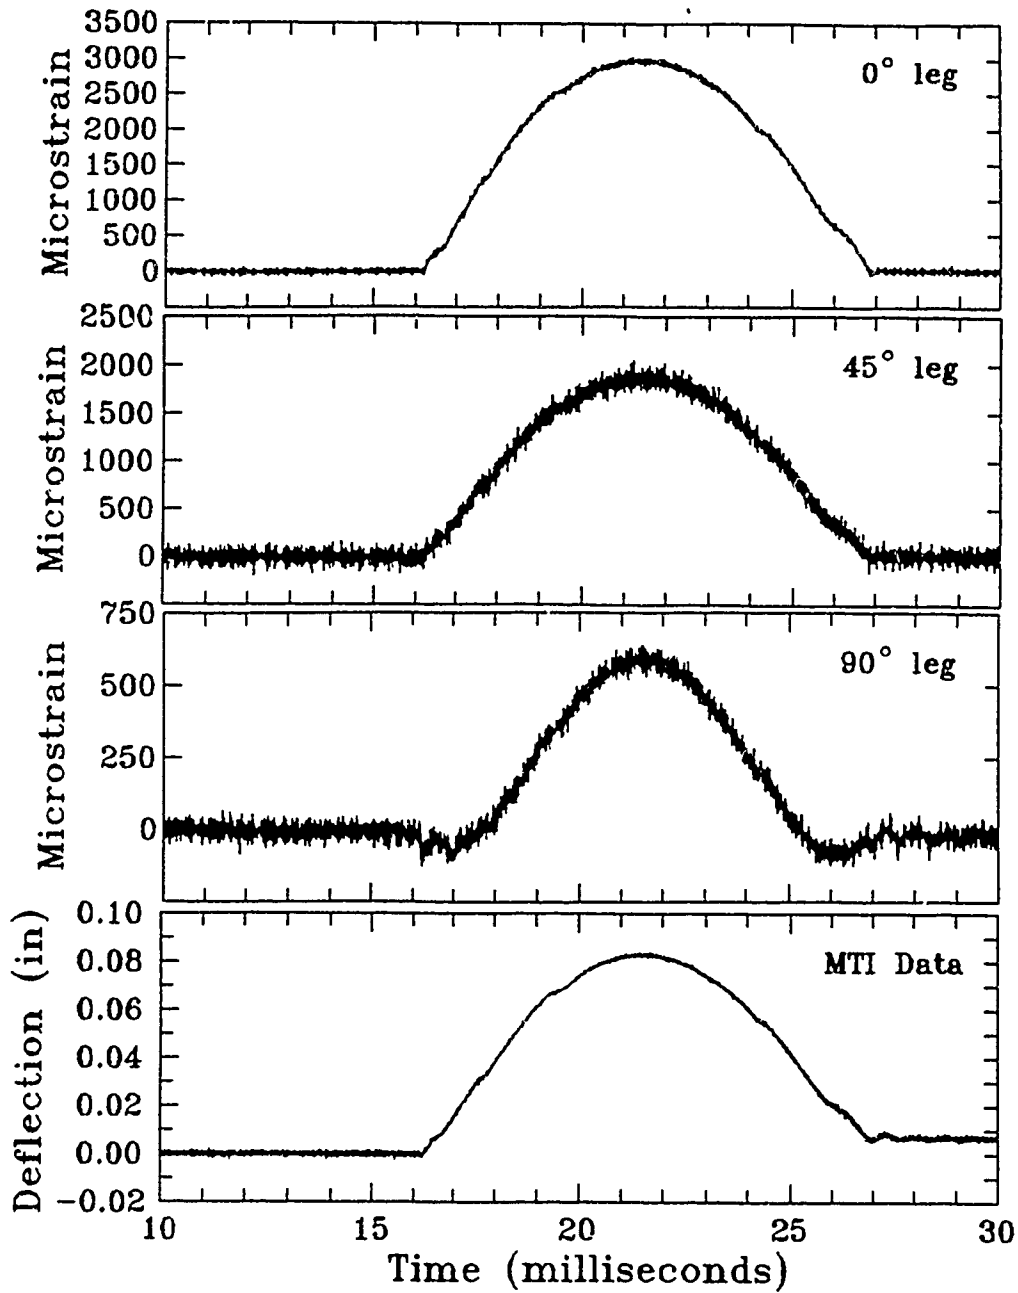 3500
3000
2500
2000
1500
1000
500
0
Microstrain
0° leg
2500
2000
1500
1000
500
0
Microstrain
45° leg
750
500
250
0
Microstrain
90° leg
0.10
0.08
0.06
0.04
0.02
0.00
-0.02
Deflection (in)
MTI Data
10 15 20 25 30
Time (milliseconds)